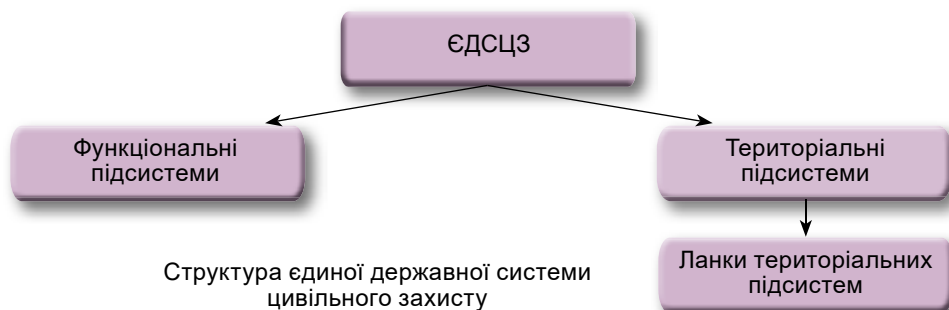 ЄДСЦЗ
Функціональні
підсистеми
Територіальні
підсистеми
Ланки територіальних
підсистем
Структура єдиної державної системи
цивільного захисту